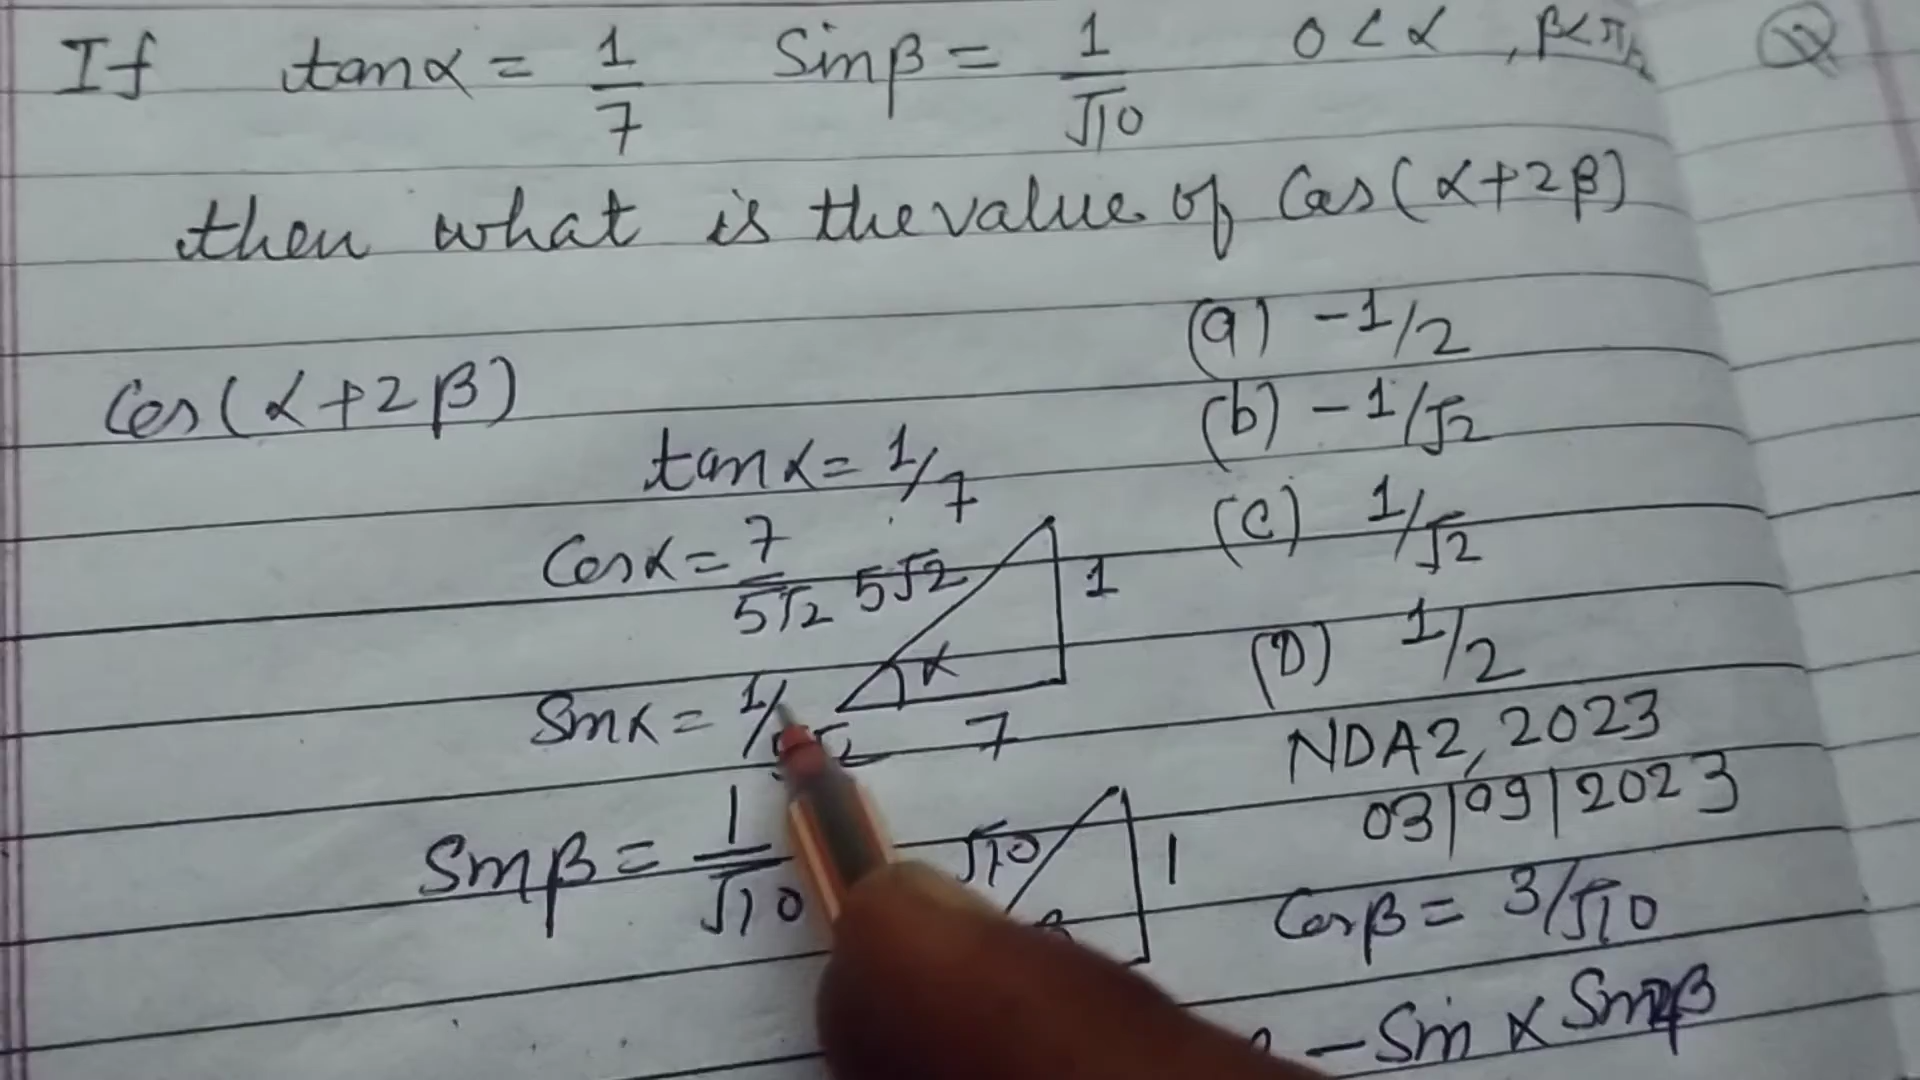 If tanα = 1/7 Sinβ = 1/√10 0<α, β<π/2
then what is the value of Cos(α+2β)
(a) -1/2
Cos(α+2β)
(b) -1/√2
tanα = 1/7
(C) 1/√2
Cosα = 7/5√2 5√2 1
α
(D) 1/2
Sinα = 1/5√2 7
NDA2, 2023
03|09|2023
Sinβ = 1/√10 √10 1
Cosβ = 3/√10
- Sin α Sin2β